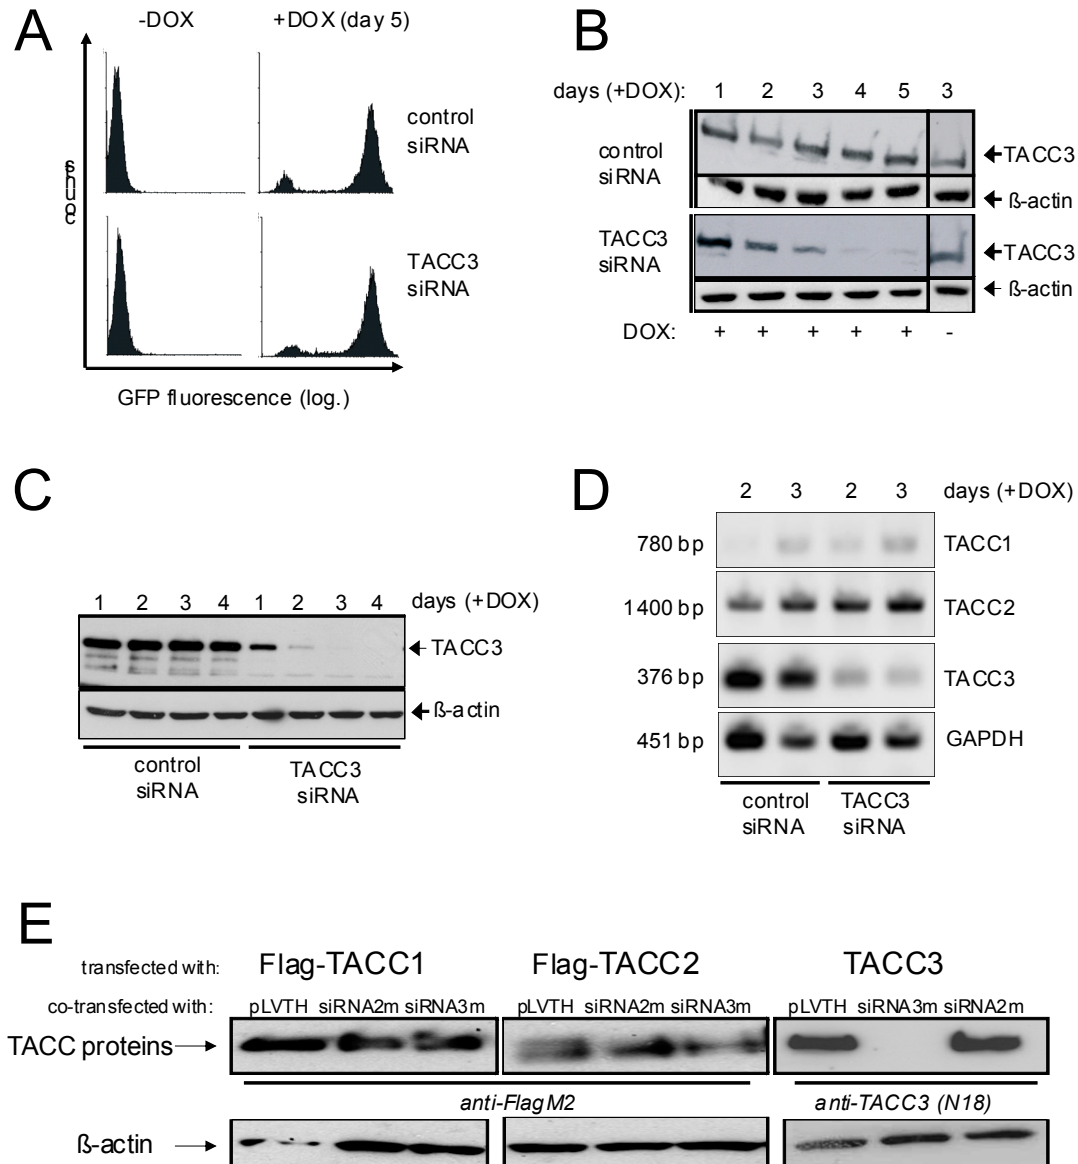 A
-DOX +DOX (day 5)
control
siRNA
TACC3
siRNA
GFP fluorescence (log.)
B
days (+DOX): 1 2 3 4 5 3
control
siRNA
TACC3
ß-actin
TACC3
siRNA
TACC3
ß-actin
DOX: + + + + + -
C
1 2 3 4 1 2 3 4 days (+DOX)
TACC3
ß-actin
control
siRNA
TACC3
siRNA
D
2 3 2 3 days (+DOX)
780 bp TACC1
1400 bp TACC2
376 bp TACC3
451 bp GAPDH
control
siRNA
TACC3
siRNA
E
transfected with: Flag-TACC1 Flag-TACC2 TACC3
co-transfected with: pLVTH siRNA2m siRNA3m pLVTH siRNA2m siRNA3m pLVTH siRNA3m siRNA2m
TACC proteins
anti-FlagM2 anti-TACC3 (N18)
ß-actin